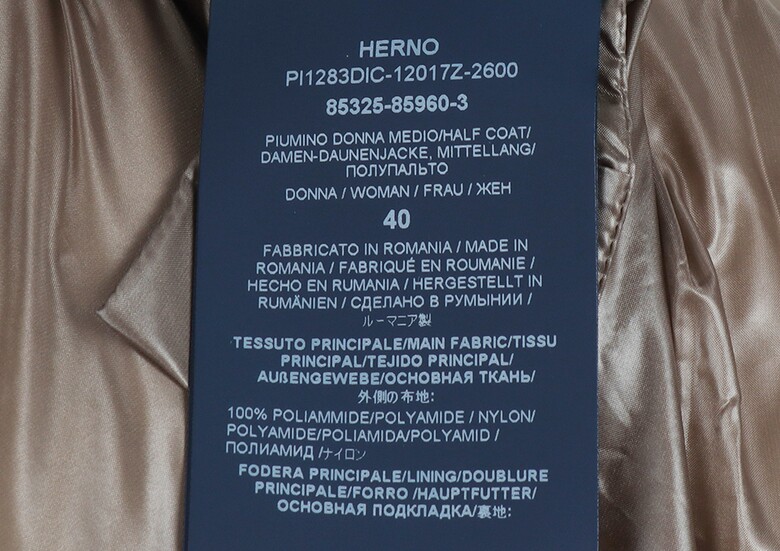 HERNO
PI1283DIC-12017Z-2600
85325-85960-3
PIUMINO DONNA MEDIO/HALF COAT/
DAMEN-DAUNENJACKE, MITTELLANG/
ПОЛУПАЛЬТО
DONNA / WOMAN / FRAU / ЖЕН
40
FABBRICATO IN ROMANIA / MADE IN
ROMANIA / FABRIQUÉ EN ROUMANIE /
HECHO EN RUMANIA / HERGESTELLT IN
RUMÄNIEN / СДЕЛАНО В РУМЫНИИ /
ルーマニア製
TESSUTO PRINCIPALE/MAIN FABRIC/TISSU
PRINCIPAL/TEJIDO PRINCIPAL/
AUßENGEWEBE/ОСНОВНАЯ ТКАНЬ/
外側の布地:
100% POLIAMMIDE/POLYAMIDE / NYLON/
POLYAMIDE/POLIAMIDA/POLYAMID /
ПОЛИАМИД /ナイロン
FODERA PRINCIPALE/LINING/DOUBLURE
PRINCIPALE/FORRO /HAUPTFUTTER/
ОСНОВНАЯ ПОДКЛАДКА/裏地: